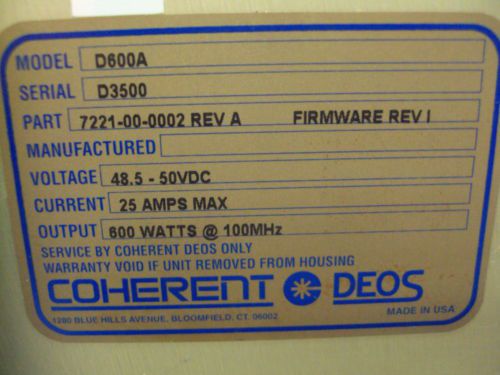 MODEL D600A
SERIAL D3500
PART 7221-00-0002 REV A FIRMWARE REV I
MANUFACTURED
VOLTAGE 48.5 - 50VDC
CURRENT 25 AMPS MAX
OUTPUT 600 WATTS @ 100MHz
SERVICE BY COHERENT DEOS ONLY
WARRANTY VOID IF UNIT REMOVED FROM HOUSING
COHERENT DEOS
1280 BLUE HILLS AVENUE, BLOOMFIELD, CT. 06002 MADE IN USA